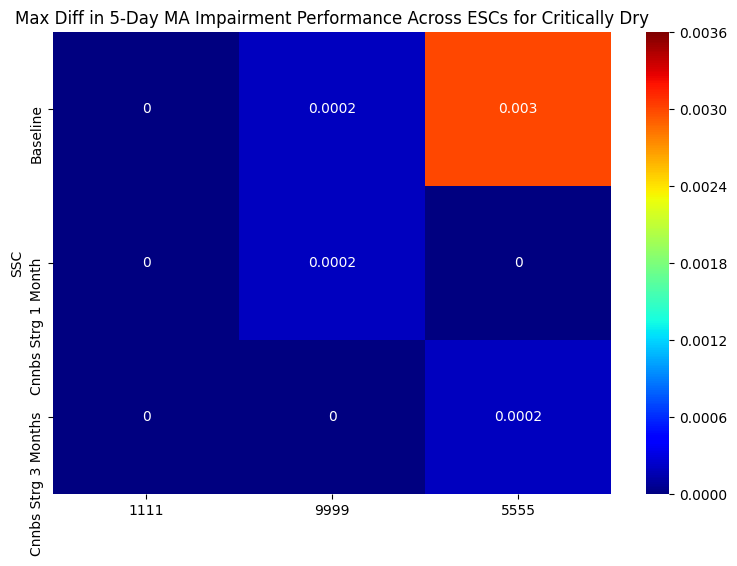 Max Diff in 5-Day MA Impairment Performance Across ESCs for Critically Dry
SSC
Baseline
Cnnbs Strg 1 Month
Cnnbs Strg 3 Months
0 0.0002 0.003
0 0.0002 0
0 0 0.0002
1111 9999 5555
0.0036
0.0030
0.0024
0.0018
0.0012
0.0006
0.0000